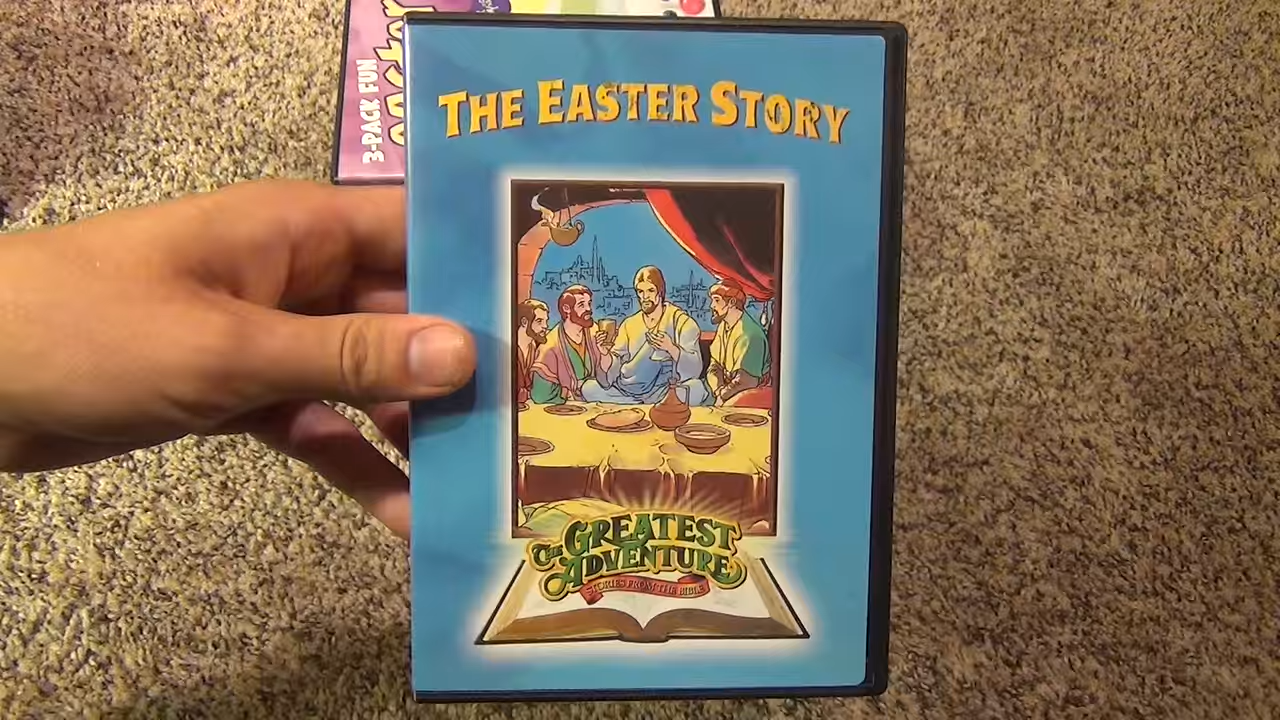 3-PACK FUN
THE EASTER STORY
THE GREATEST
ADVENTURE
STORIES FROM THE BIBLE